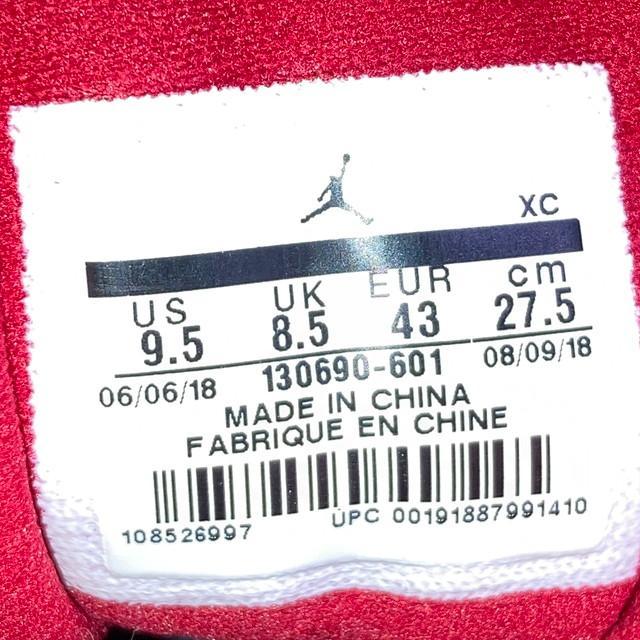 XC
US UK EUR cm
9.5 8.5 43 27.5
06/06/18 130690-601 08/09/18
MADE IN CHINA
FABRIQUE EN CHINE
108526997 UPC 00191887991410